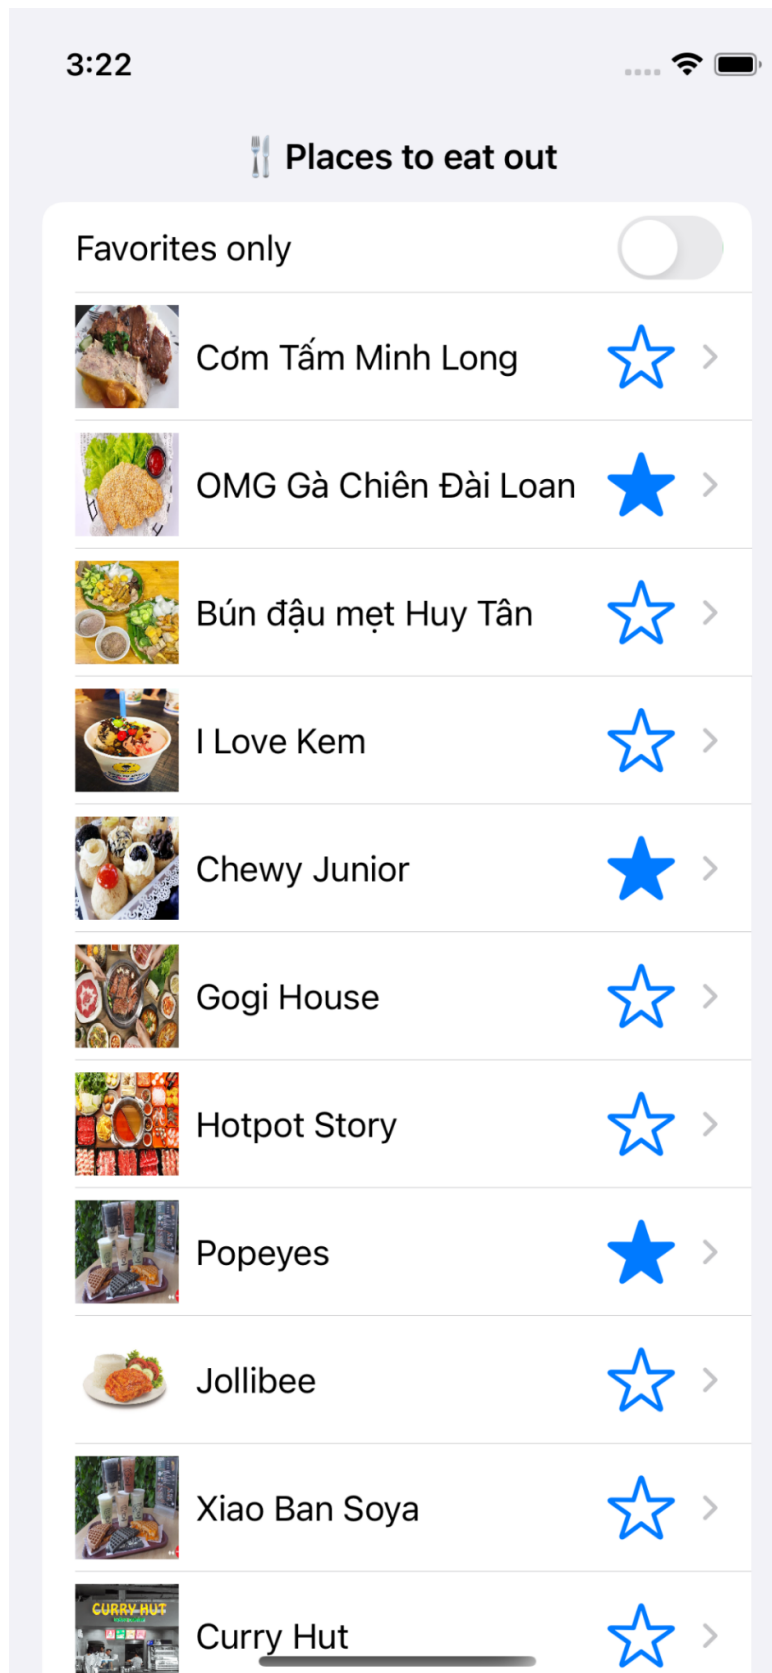 3:22
Places to eat out
Favorites only
Cơm Tấm Minh Long
OMG Gà Chiên Đài Loan
Bún đậu mẹt Huy Tân
I Love Kem
Chewy Junior
Gogi House
Hotpot Story
Popeyes
Jollibee
Xiao Ban Soya
CURRY HUT
Curry Hut